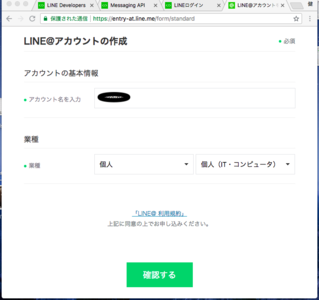 LINE Developers
Messaging API
LINEログイン
LINE@アカウント
保護された通信
https://entry-at.line.me/form/standard
LINE@アカウントの作成
必須
アカウントの基本情報
アカウント名を入力
業種
業種
個人
個人（IT・コンピュータ）
「LINE@ 利用規約」
上記に同意の上でお申し込みください。
確認する